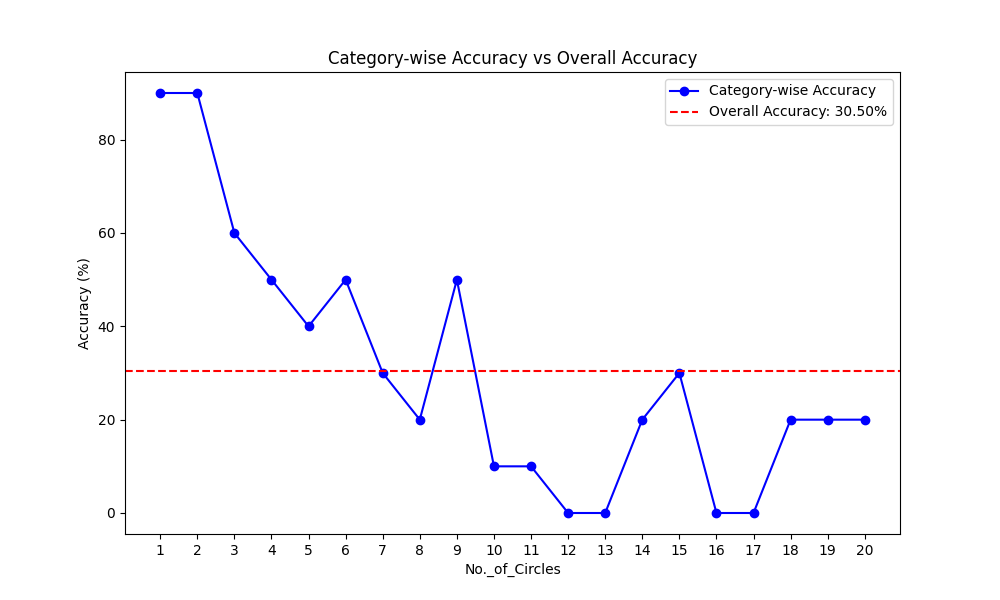 Category-wise Accuracy vs Overall Accuracy
Category-wise Accuracy
Overall Accuracy: 30.50%
Accuracy (%)
80
60
40
20
0
1 2 3 4 5 6 7 8 9 10 11 12 13 14 15 16 17 18 19 20
No._of_Circles